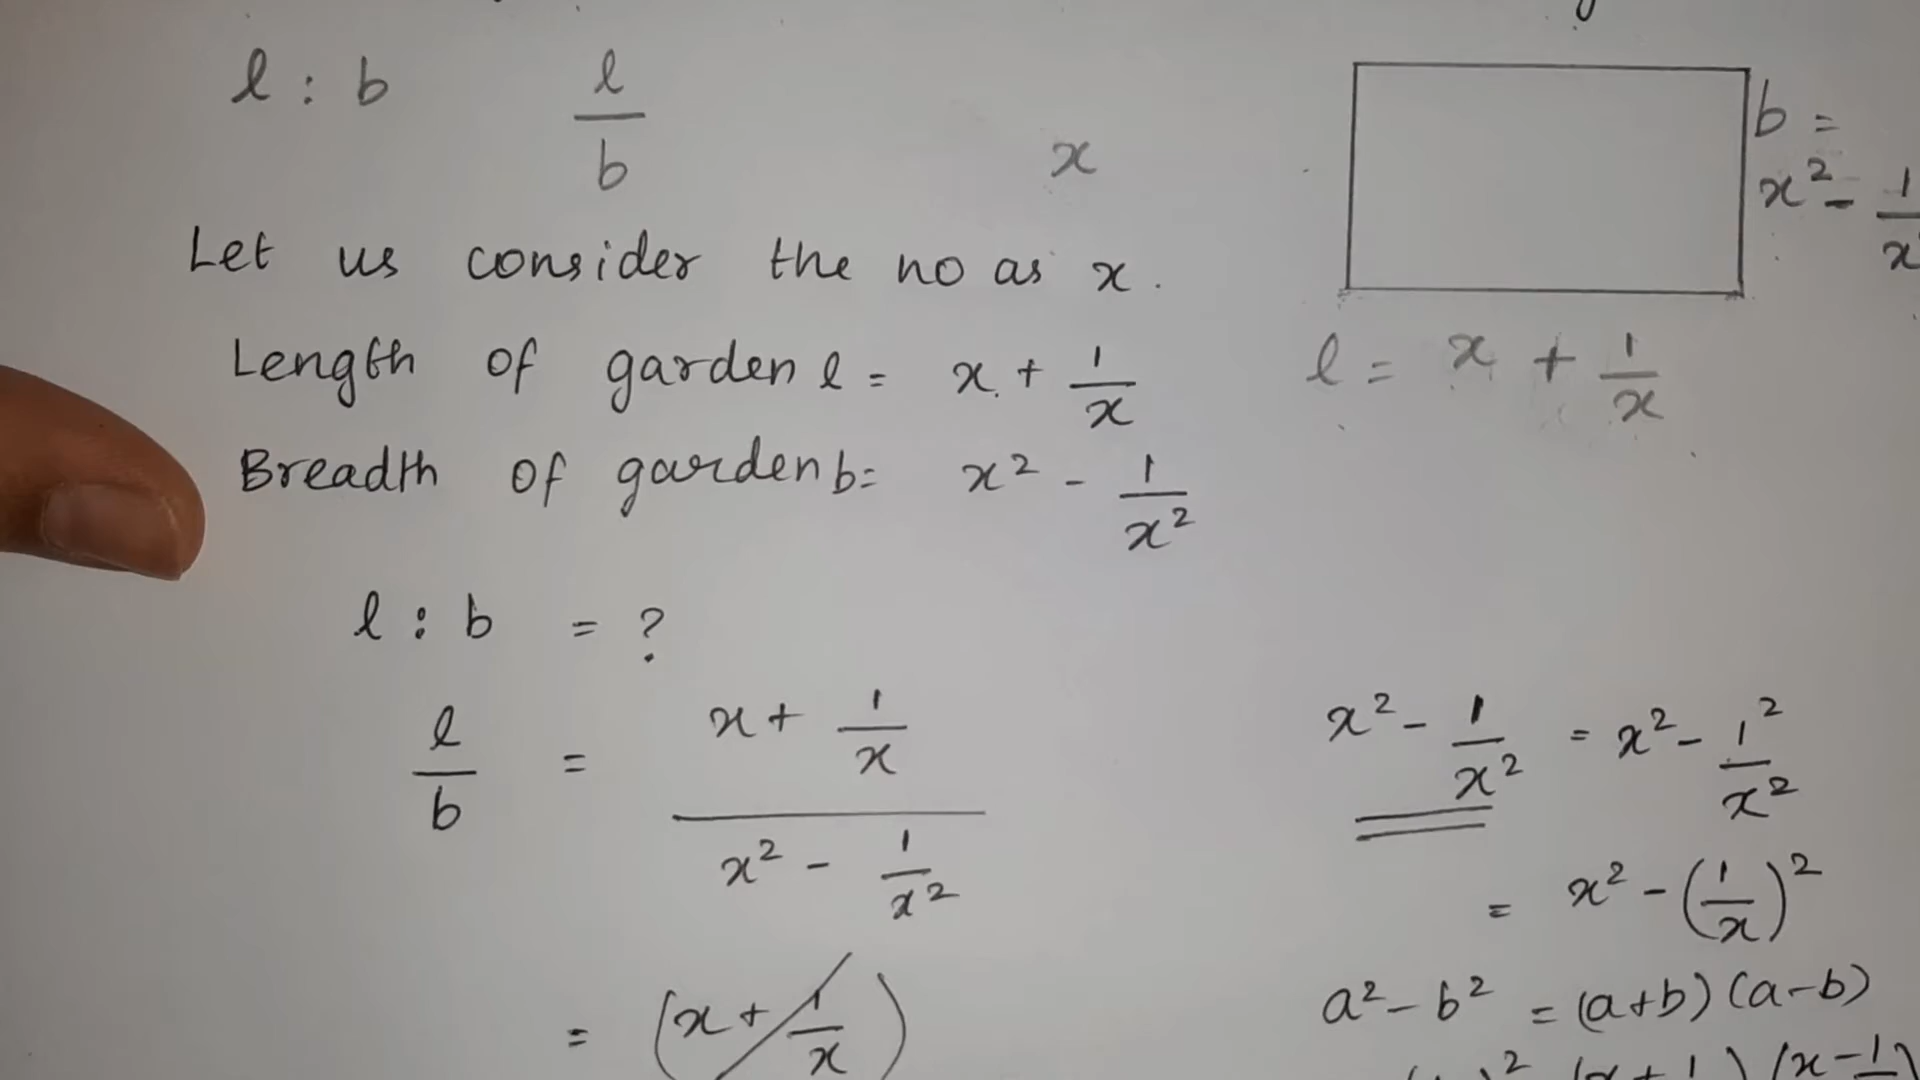 l : b
l/b
x
b =
x² - 1/x
Let us consider the no as x.
Length of garden l = x + 1/x
l = x + 1/x
Breadth of garden b = x² - 1/x²
l : b = ?
l/b = (x + 1/x)/(x² - 1/x²)
x² - 1/x² = x² - 1²/x²
= x² - (1/x)²
= (x + 1/x)
a² - b² = (a+b) (a-b)